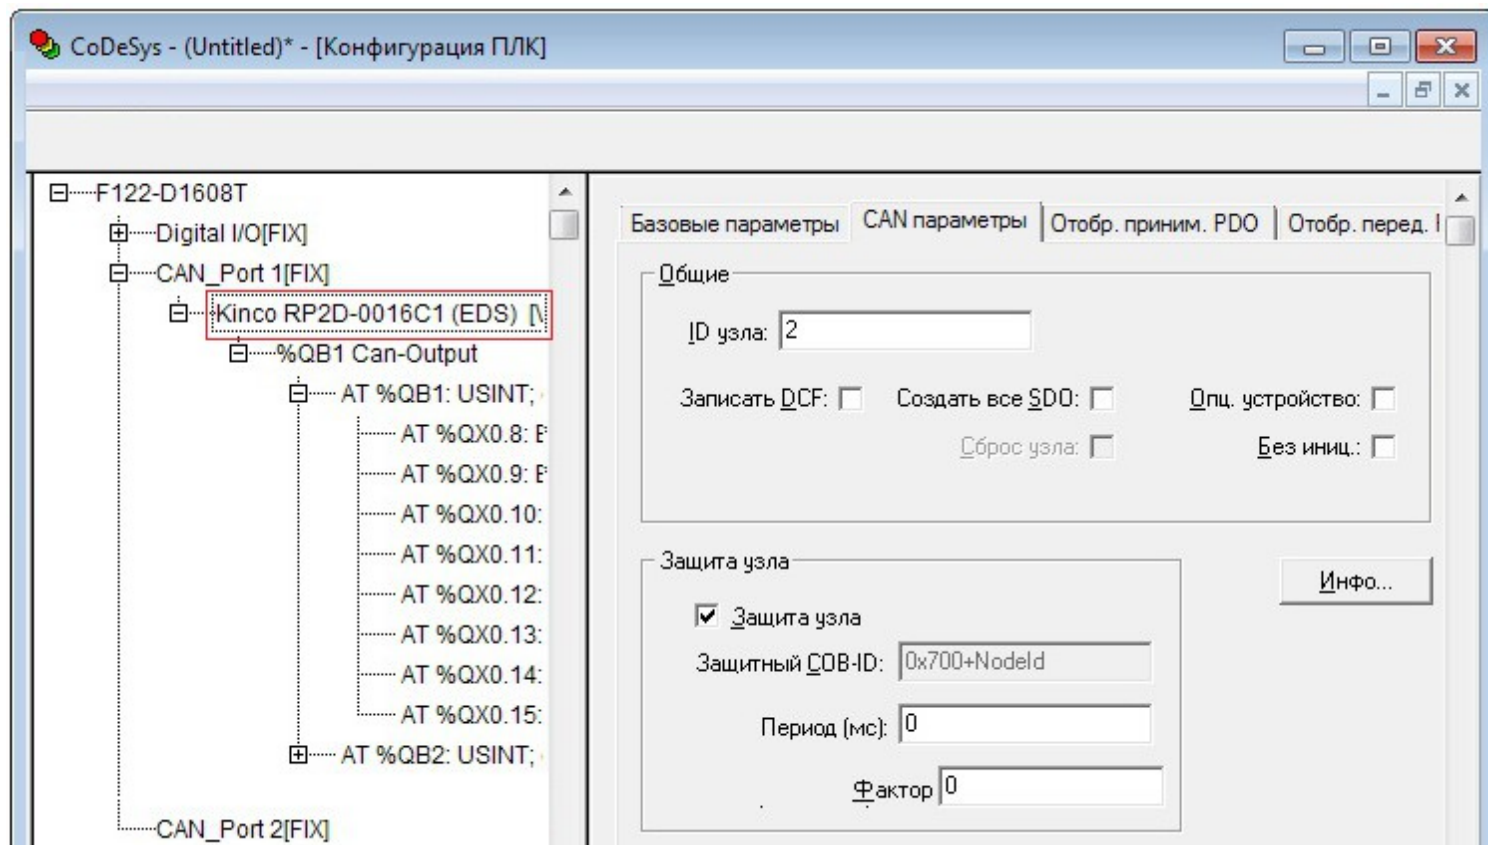 CoDeSys - (Untitled)* - [Конфигурация ПЛК]
F122-D1608T
Digital I/O[FIX]
CAN_Port 1[FIX]
Kinco RP2D-0016C1 (EDS) [\
%QB1 Can-Output
AT %QB1: USINT;
AT %QX0.8:
AT %QX0.9:
AT %QX0.10:
AT %QX0.11:
AT %QX0.12:
AT %QX0.13:
AT %QX0.14:
AT %QX0.15:
AT %QB2: USINT;
CAN_Port 2[FIX]
Базовые параметры CAN параметры Отобр. приним. PDO Отобр. перед.
Общие
ID узла: 2
Записать DCF: Создать все SDO: Опц. устройство:
Сброс узла: Без иниц.:
Защита узла
Инфо...
Защита узла
Защитный COB-ID: 0x700+NodeId
Период (мс): 0
Фактор 0